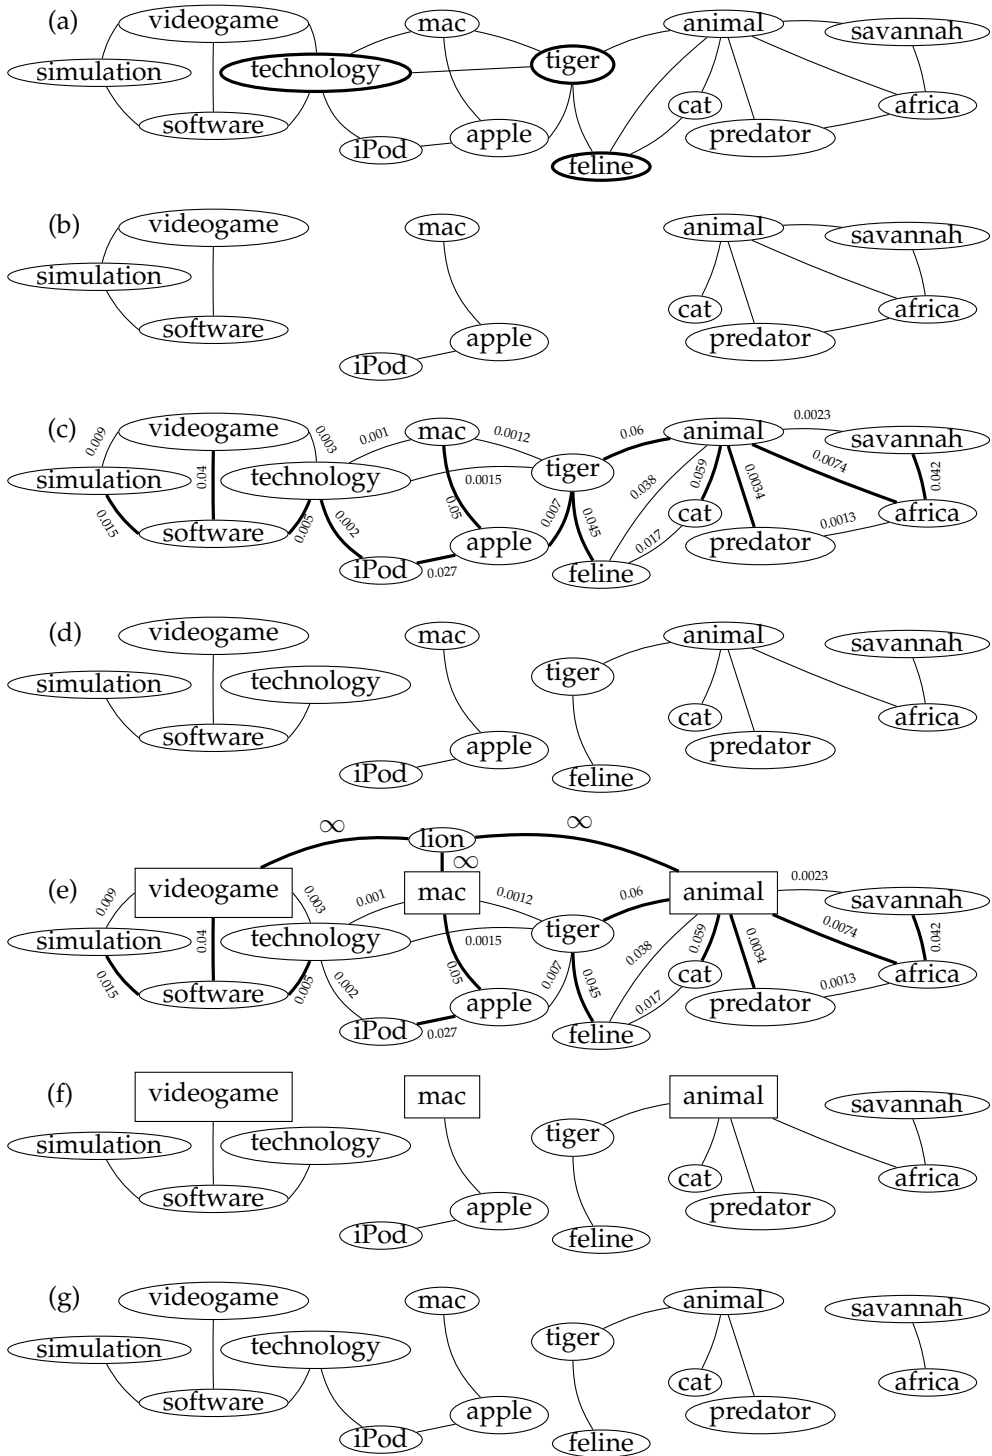 (a)
videogame
mac
animal
savannah
simulation
technology
tiger
software
iPod
apple
cat
predator
africa
feline
(b)
videogame
mac
animal
savannah
simulation
software
iPod
apple
cat
predator
africa
(c)
videogame
mac
animal
savannah
simulation
technology
tiger
software
iPod
apple
cat
predator
africa
feline
0.009
0.04
0.015
0.003
0.005
0.001
0.002
0.027
0.05
0.0012
0.0015
0.007
0.045
0.06
0.038
0.017
0.059
0.0034
0.0074
0.0013
0.0023
0.042
(d)
videogame
mac
animal
savannah
simulation
technology
tiger
software
iPod
apple
cat
predator
africa
feline
(e)
∞
lion
∞
∞
videogame
mac
animal
savannah
simulation
technology
tiger
software
iPod
apple
cat
predator
africa
feline
0.009
0.04
0.015
0.003
0.005
0.001
0.002
0.027
0.05
0.0012
0.0015
0.007
0.045
0.06
0.038
0.017
0.059
0.0034
0.0074
0.0013
0.0023
0.042
(f)
videogame
mac
animal
savannah
simulation
technology
tiger
software
iPod
apple
cat
predator
africa
feline
(g)
videogame
mac
animal
savannah
simulation
technology
tiger
software
iPod
apple
cat
predator
africa
feline